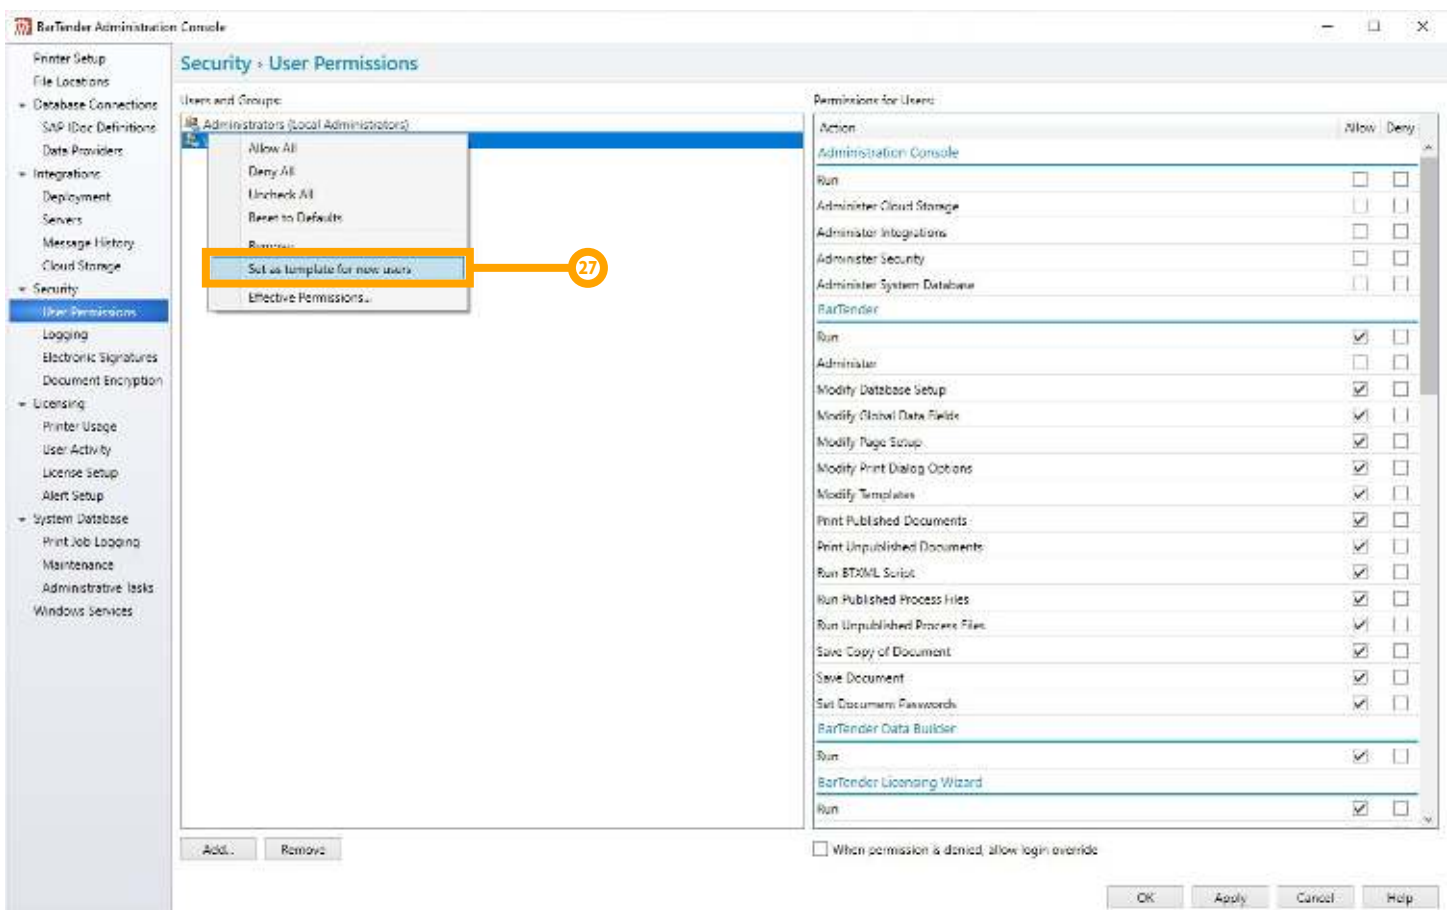 BarTender Administration Console
Printer Setup
File Locations
Database Connections
SAP IDoc Definitions
Data Providers
Integrations
Deployment
Servers
Message History
Cloud Storage
Security
User Permissions
Logging
Electronic Signatures
Document Encryption
Licensing
Printer Usage
User Activity
License Setup
Alert Setup
System Database
Print Job Logging
Maintenance
Administrative Tasks
Windows Services
Security › User Permissions
Users and Groups:
Administrators (Local Administrators)
Allow All
Deny All
Uncheck All
Reset to Defaults
Remove
Set as template for new users
27
Effective Permissions...
Add...
Remove
Permissions for Users:
Action Allow Deny
Administration Console
Run
Administer Cloud Storage
Administer Integrations
Administer Security
Administer System Database
BarTender
Run
Administer
Modify Database Setup
Modify Global Data Fields
Modify Page Setup
Modify Print Dialog Options
Modify Templates
Print Published Documents
Print Unpublished Documents
Run BTXML Script
Run Published Process Files
Run Unpublished Process Files
Save Copy of Document
Save Document
Set Document Passwords
BarTender Data Builder
Run
BarTender Licensing Wizard
Run
When permission is denied, allow login override
OK Apply Cancel Help